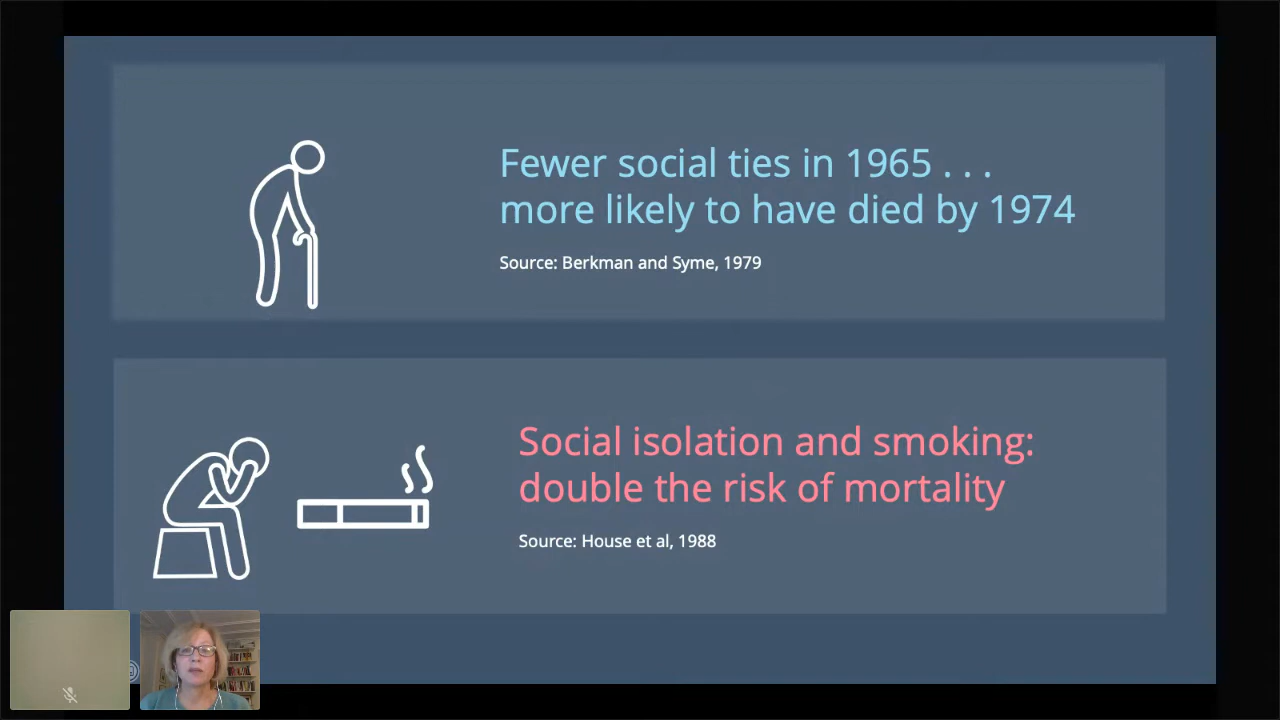 Fewer social ties in 1965 . . .
more likely to have died by 1974
Source: Berkman and Syme, 1979
Social isolation and smoking:
double the risk of mortality
Source: House et al, 1988